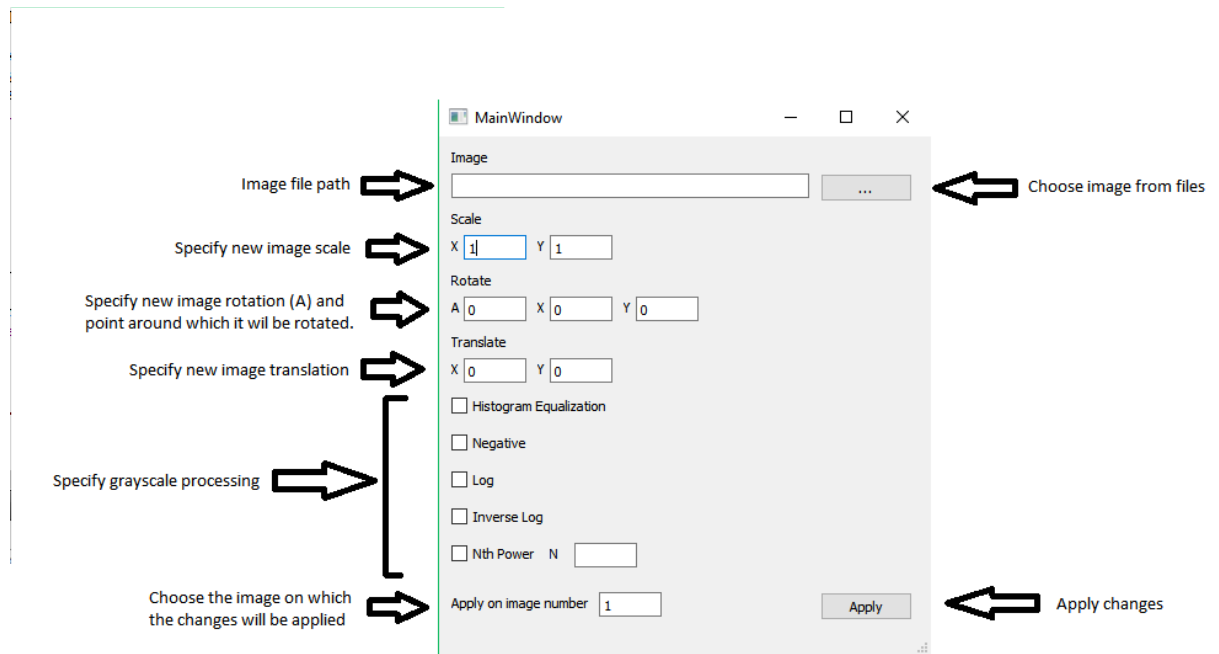 MainWindow
Image
Image file path
...
Choose image from files
Scale
Specify new image scale
X 1 Y 1
Rotate
Specify new image rotation (A) and
point around which it wil be rotated.
A 0 X 0 Y 0
Translate
Specify new image translation
X 0 Y 0
Histogram Equalization
Negative
Specify grayscale processing
Log
Inverse Log
Nth Power N
Choose the image on which
the changes will be applied
Apply on image number 1
Apply
Apply changes